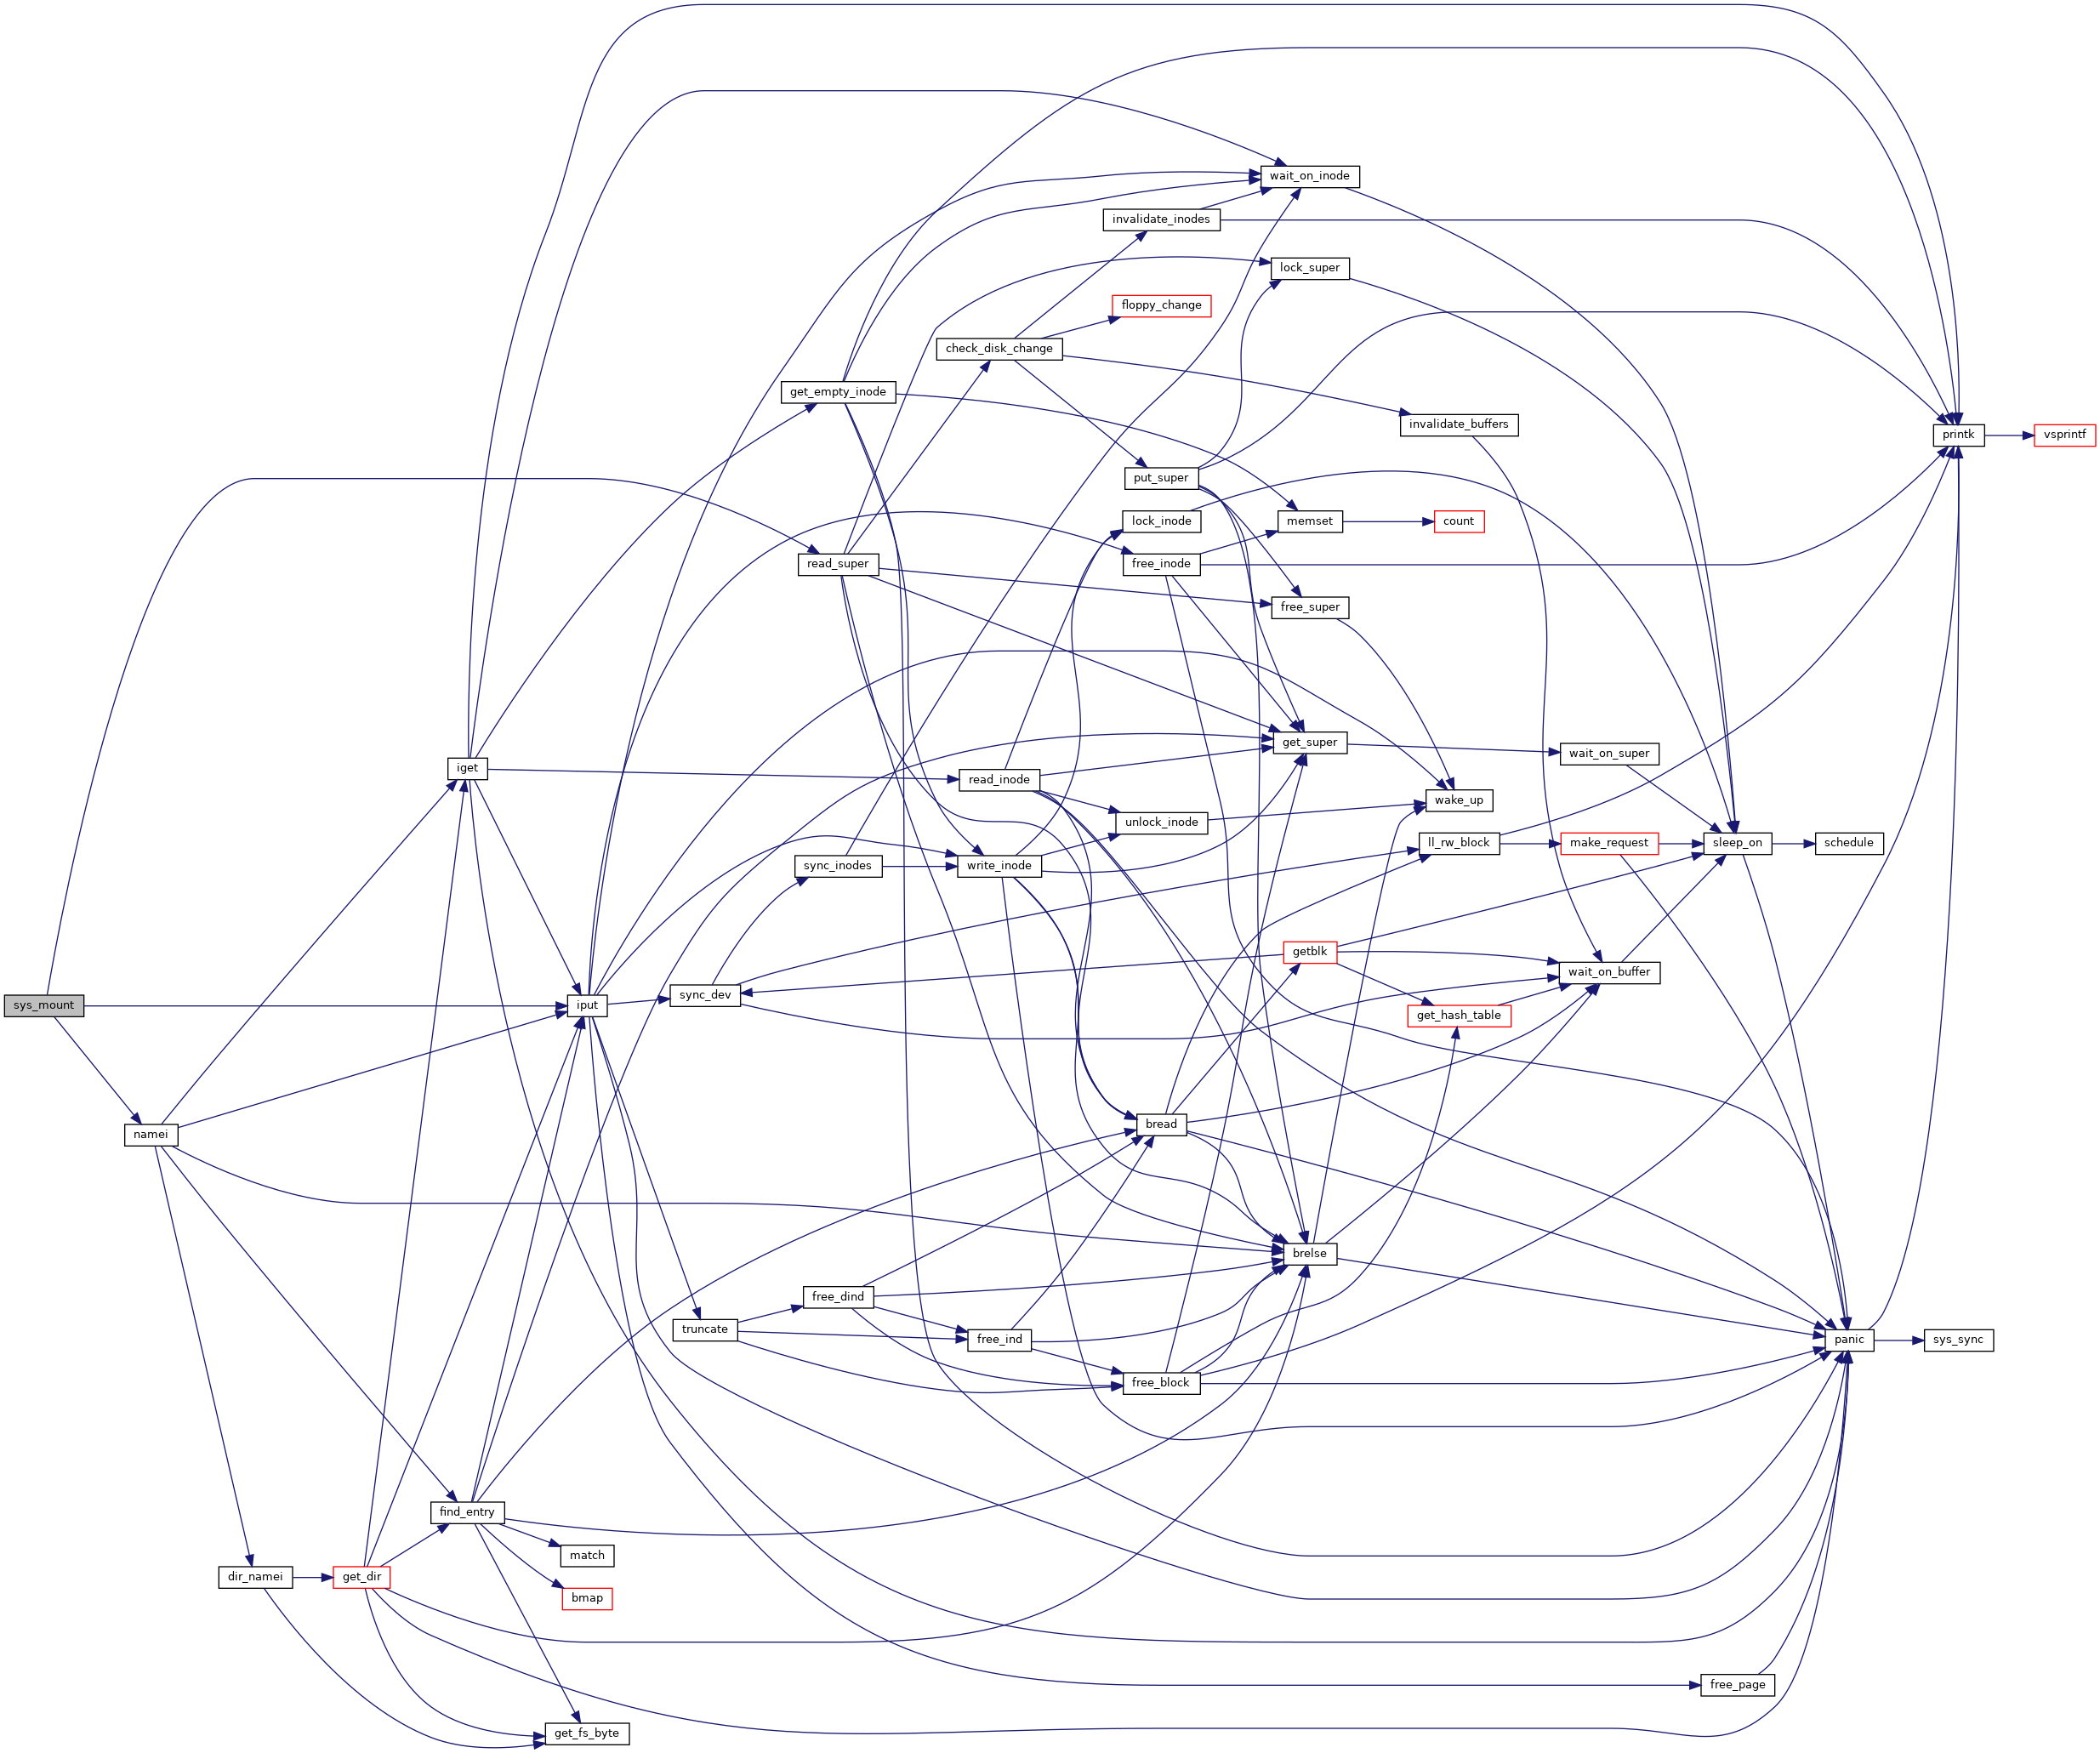 wait_on_inode
invalidate_inodes
lock_super
floppy_change
check_disk_change
get_empty_inode
invalidate_buffers
printk
vsprintf
put_super
lock_inode
memset
count
read_super
free_inode
free_super
get_super
wait_on_super
iget
read_inode
wake_up
unlock_inode
ll_rw_block
make_request
sleep_on
schedule
sync_inodes
write_inode
getblk
wait_on_buffer
sys_mount
iput
sync_dev
get_hash_table
namei
bread
brelse
free_dind
truncate
free_ind
panic
sys_sync
free_block
find_entry
match
dir_namei
get_dir
bmap
free_page
get_fs_byte